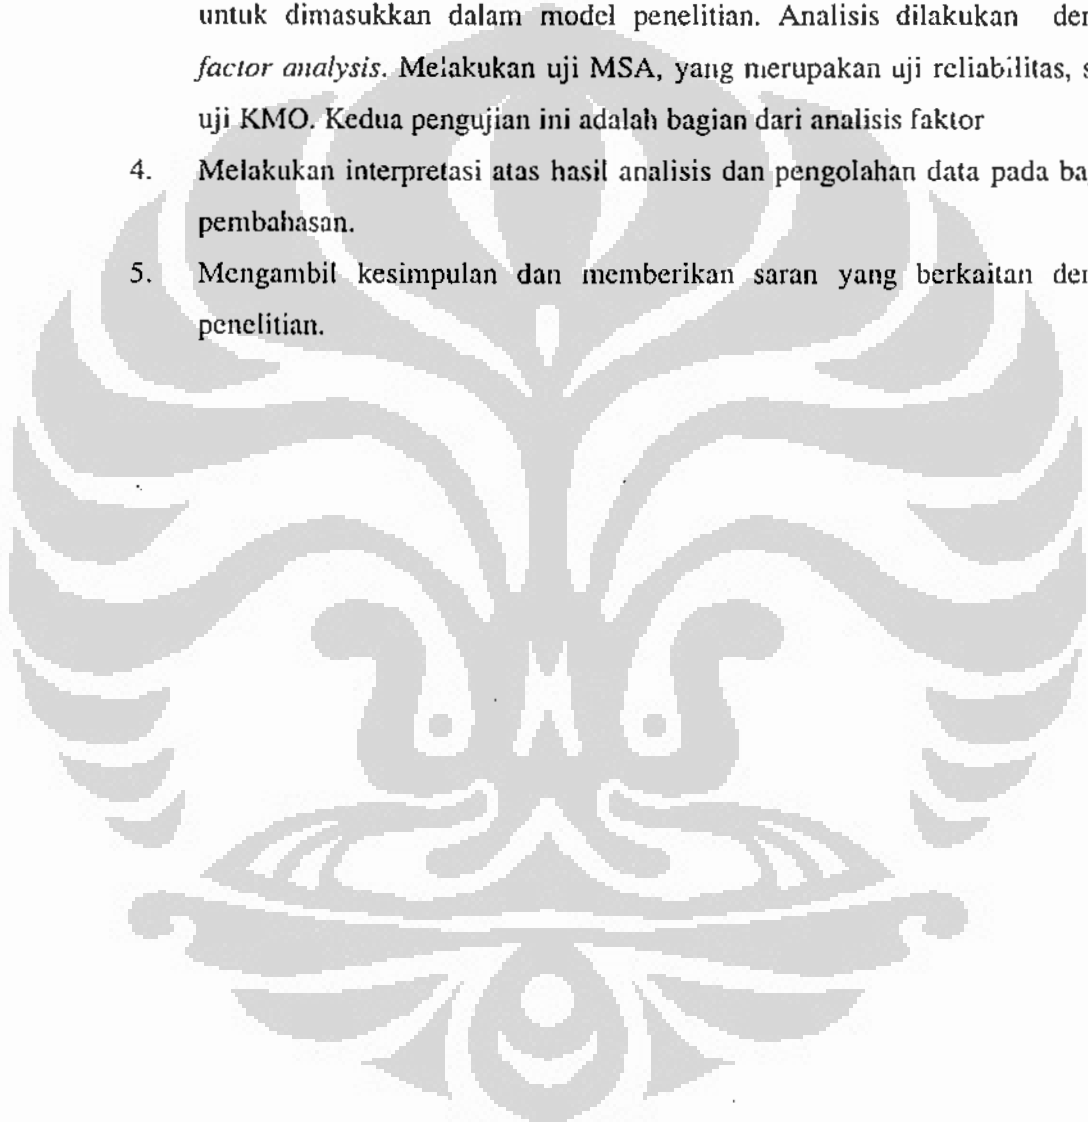 untuk dimasukkan dalam model penelitian. Analisis dilakukan
factor analysis. Melakukan uji MSA, yang merupakan uji reliabilitas,
uji KMO. Kedua pengujian ini adalah bagian dari analisis faktor
4. Melakukan interpretasi atas hasil analisis dan pengolahan data pada
pembahasan.
5. Mengambil kesimpulan dan memberikan saran yang berkaitan
penelitian.